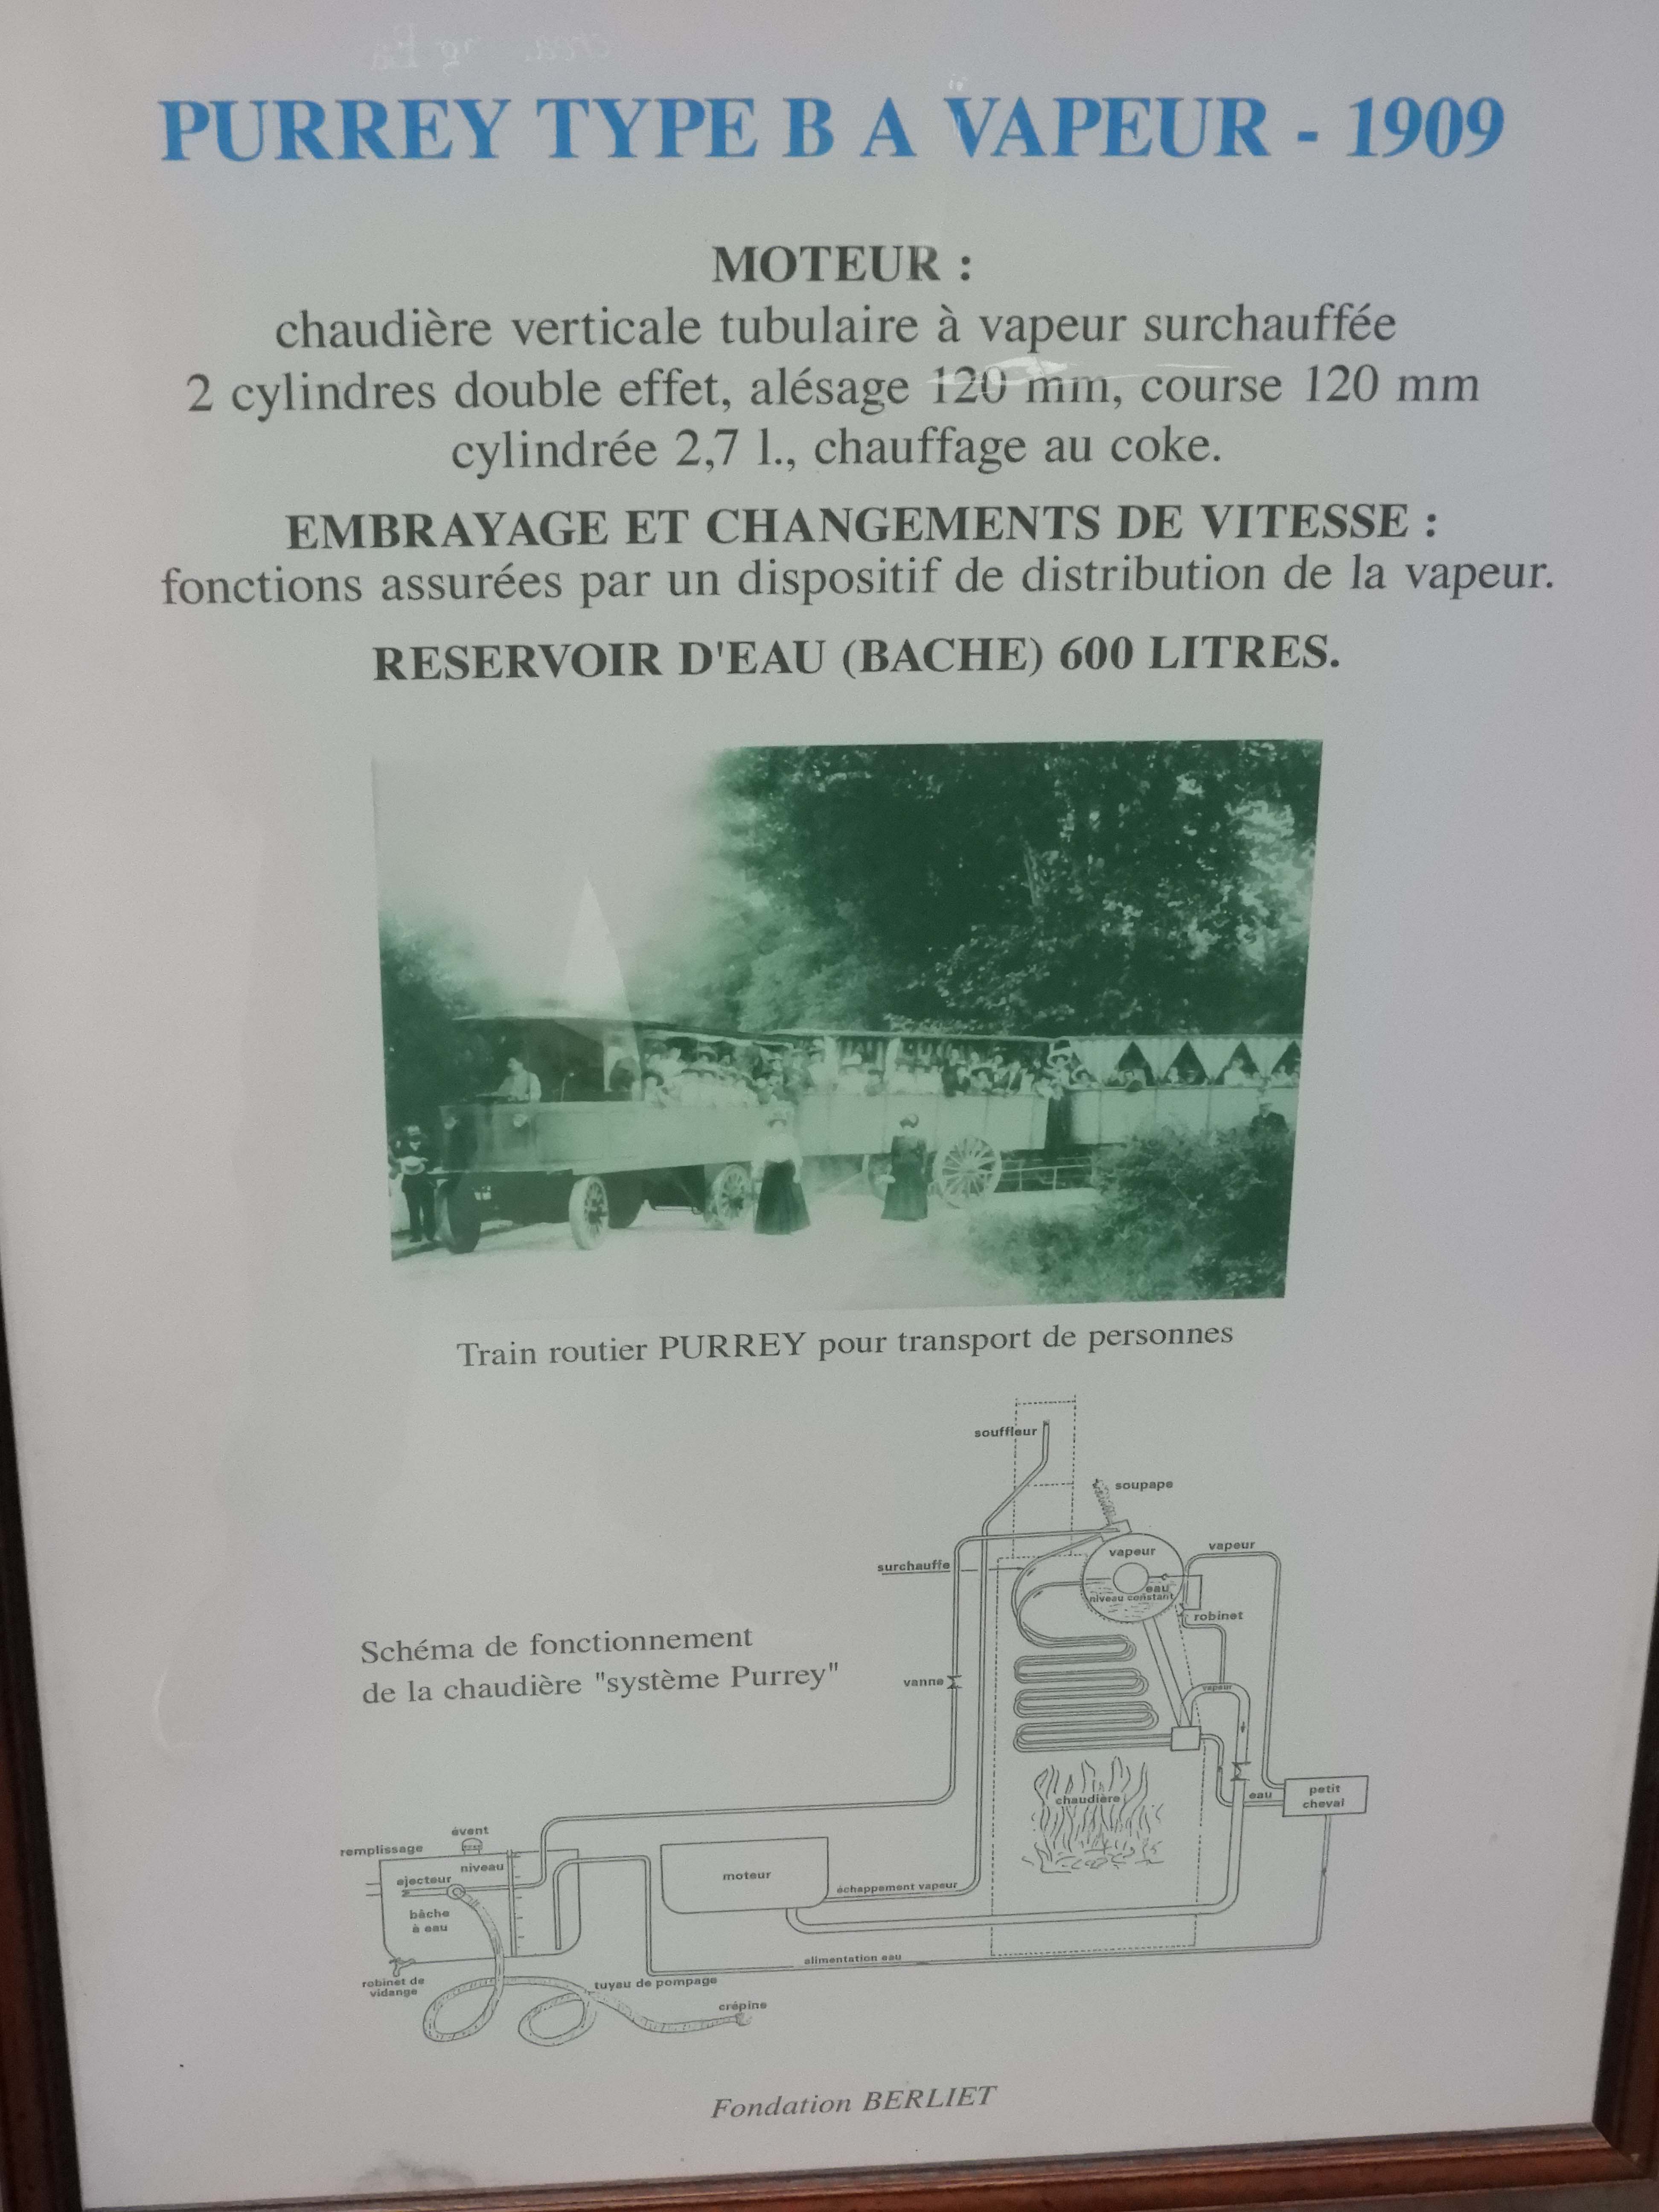 PURREY TYPE B A VAPEUR - 1909
MOTEUR :
chaudière verticale tubulaire à vapeur surchauffée
2 cylindres double effet, alésage 120 mm, course 120 mm
cylindrée 2,7 l., chauffage au coke.
EMBRAYAGE ET CHANGEMENTS DE VITESSE :
fonctions assurées par un dispositif de distribution de la vapeur.
RESERVOIR D'EAU (BACHE) 600 LITRES.
Train routier PURREY pour transport de personnes
souffleur
soupape
vapeur
vapeur
surchauffe
eau
niveau constant
robinet
Schéma de fonctionnement
de la chaudière "système Purrey"
vanne
vapeur
petit
cheval
eau
chaudière
évent
remplissage
niveau
ejecteur
moteur
échappement vapeur
bâche
à eau
alimentation eau
robinet de
vidange
tuyau de pompage
crépine
Fondation BERLIET